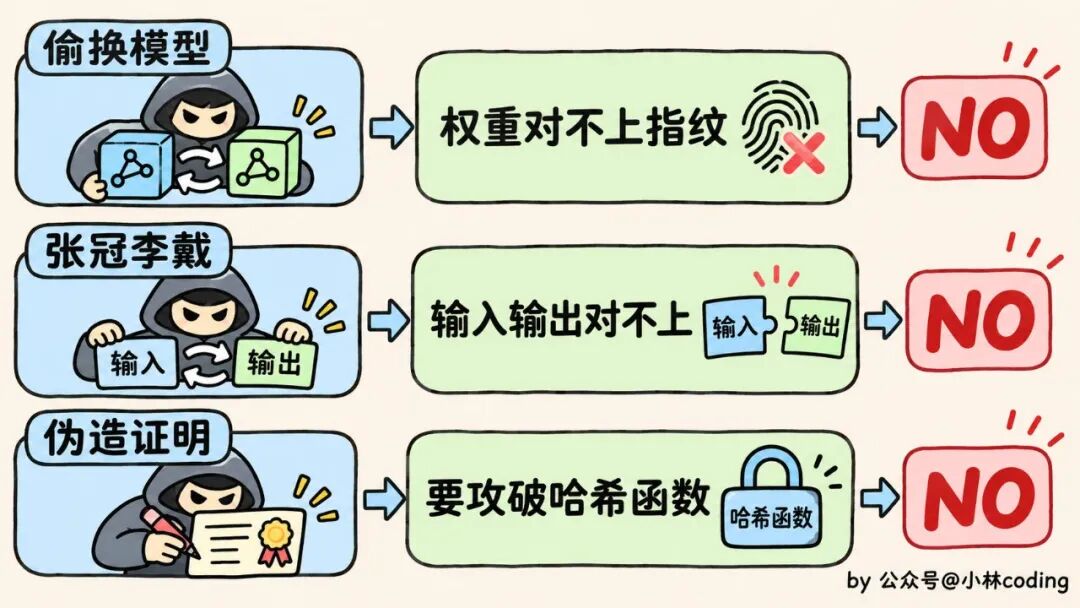 偷换模型
权重对不上指纹
NO
张冠李戴
输入
输出
输入输出对不上
输入
输出
NO
伪造证明
要攻破哈希函数
哈希函数
NO
by 公众号@小林coding